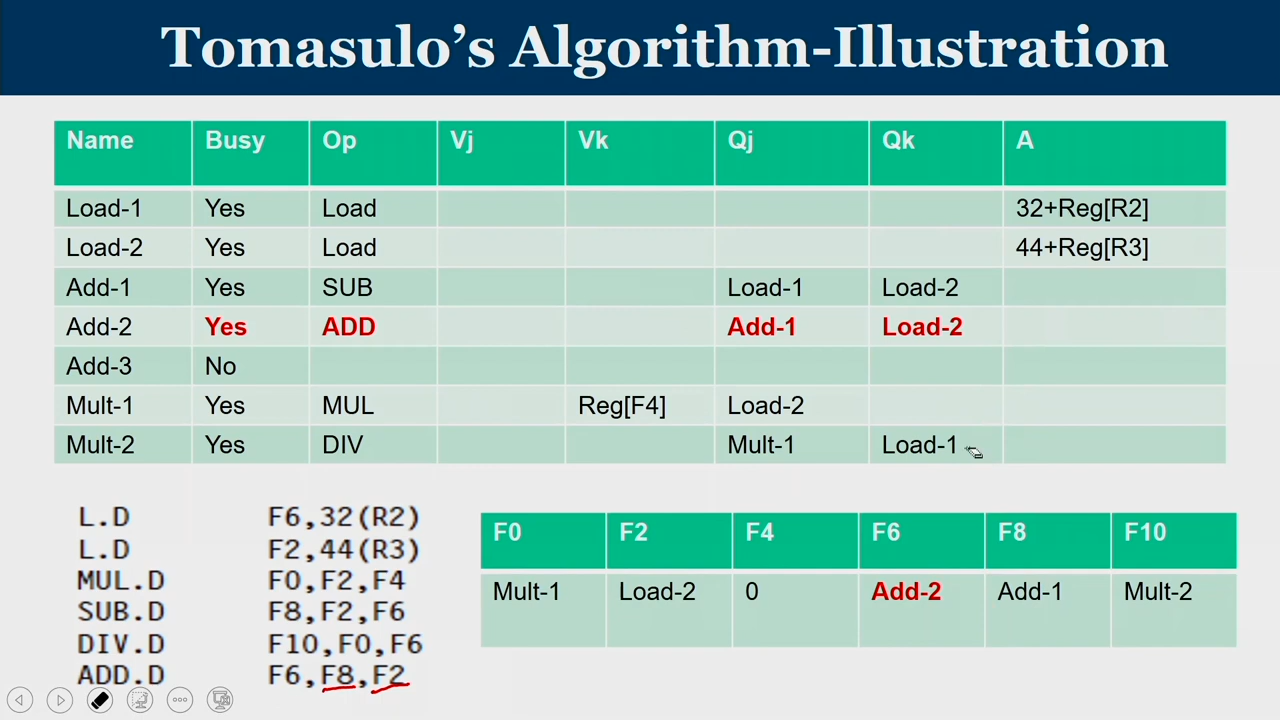 Tomasulo's Algorithm-Illustration
Name Busy Op Vj Vk Qj Qk A
Load-1 Yes Load 32+Reg[R2]
Load-2 Yes Load 44+Reg[R3]
Add-1 Yes SUB Load-1 Load-2
Add-2 Yes ADD Add-1 Load-2
Add-3 No
Mult-1 Yes MUL Reg[F4] Load-2
Mult-2 Yes DIV Mult-1 Load-1
L.D F6,32(R2)
L.D F2,44(R3)
MUL.D F0,F2,F4
SUB.D F8,F2,F6
DIV.D F10,F0,F6
ADD.D F6,F8,F2
F0 F2 F4 F6 F8 F10
Mult-1 Load-2 0 Add-2 Add-1 Mult-2